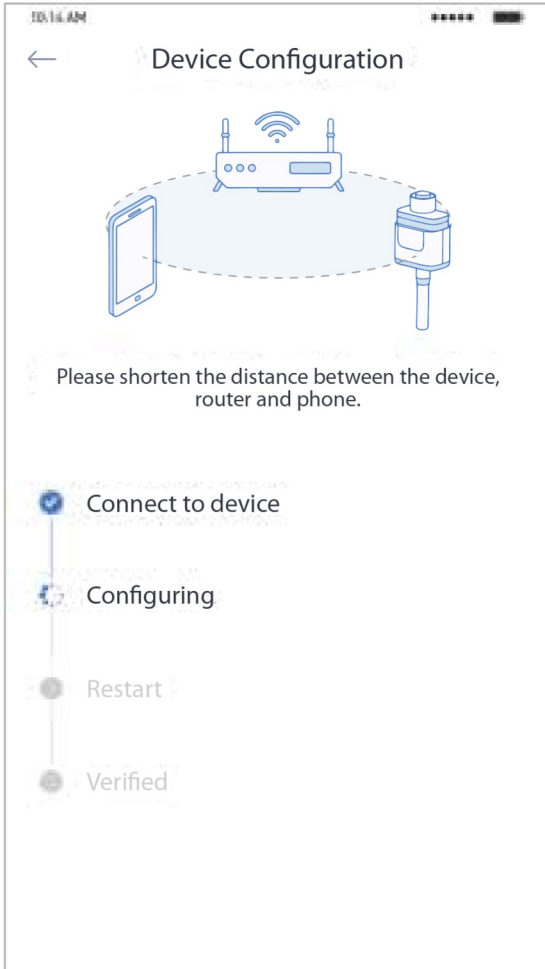 10:14 AM
Device Configuration
Please shorten the distance between the device,
router and phone.
Connect to device
Configuring
Restart
Verified